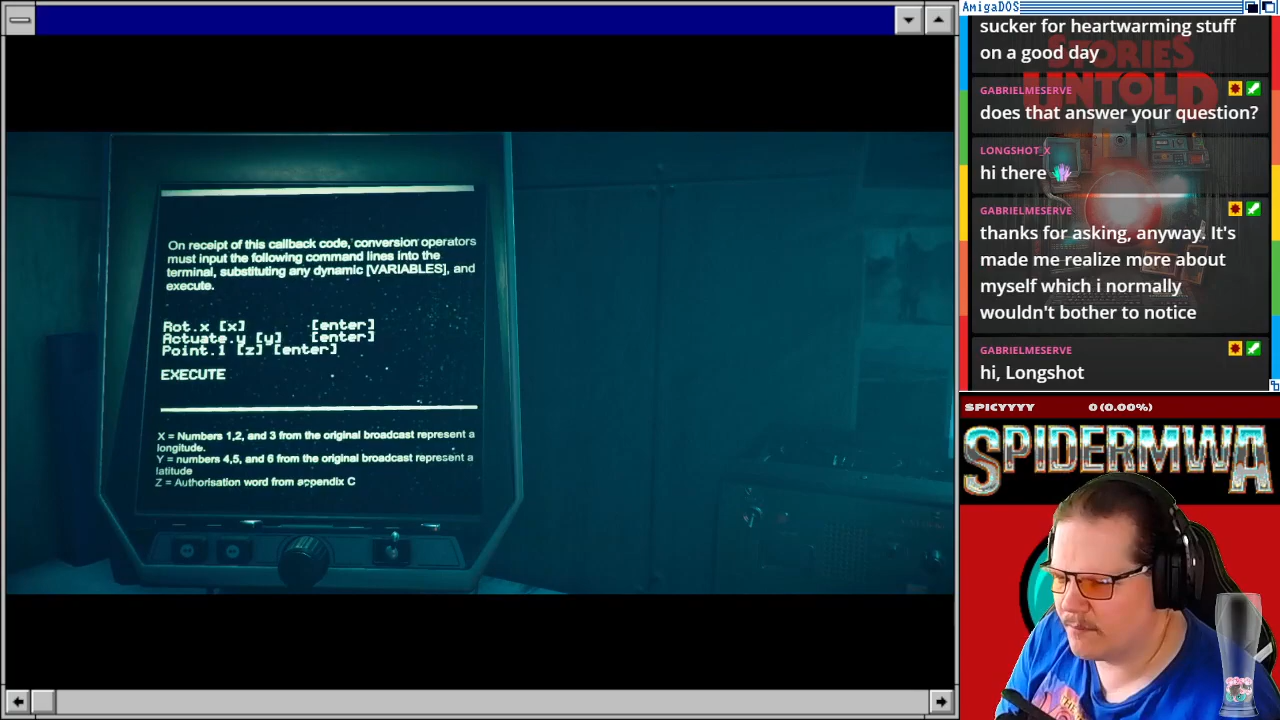 On receipt of this callback code, conversion operators
must input the following command lines into the
terminal, substituting any dynamic [VARIABLES], and
execute.
Rot.x [x] [enter]
Actuate.y [y] [enter]
Point.1 [z] [enter]
EXECUTE
X = Numbers 1,2, and 3 from the original broadcast represent a
longitude.
Y = numbers 4,5, and 6 from the original broadcast represent a
latitude
Z = Authorisation word from appendix C
AmigaDOS
sucker for heartwarming stuff
on a good day
STORIES
UNTOLD
GABRIELMESERVE
does that answer your question?
LONGSHOT_X
hi there
GABRIELMESERVE
thanks for asking, anyway. It's
made me realize more about
myself which i normally
wouldn't bother to notice
GABRIELMESERVE
hi, Longshot
SPICYYYY 0 (0.00%)
SPIDERMWA